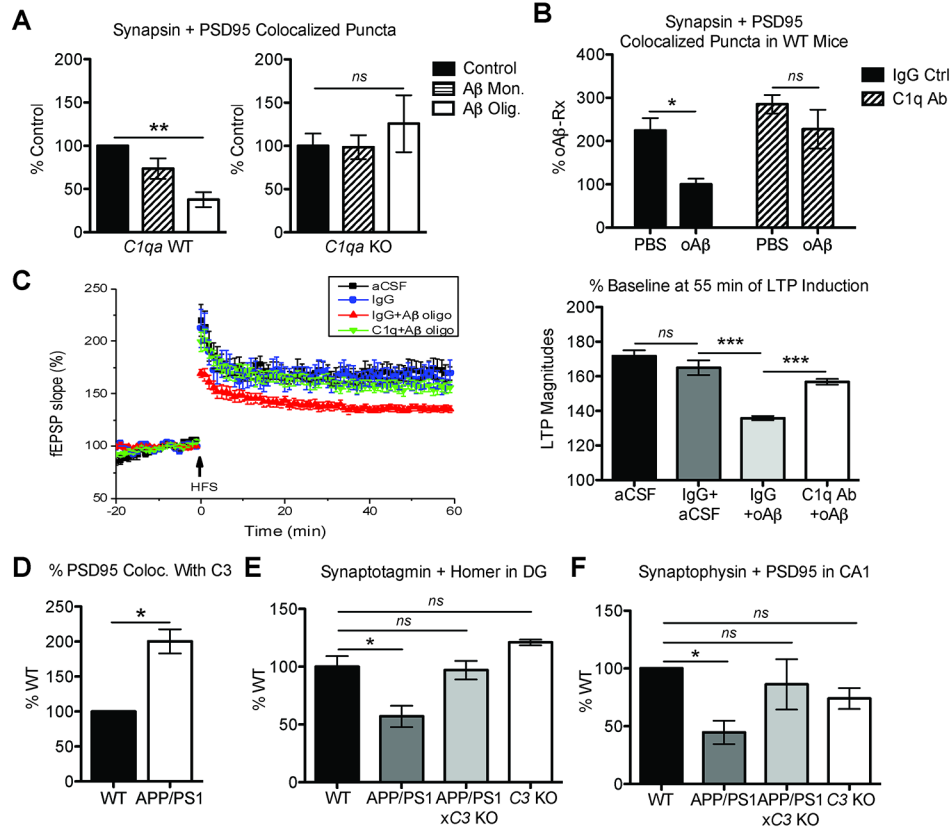 A
Synapsin + PSD95 Colocalized Puncta
% Control
200
150
100
50
0
**
C1qa WT
% Control
200
150
100
50
0
ns
C1qa KO
Control
Aβ Mon.
Aβ Olig.
B
Synapsin + PSD95
Colocalized Puncta in WT Mice
% oAβ-Rx
400
300
200
100
0
*
ns
PBS oAβ PBS oAβ
IgG Ctrl
C1q Ab
C
fEPSP slope (%)
250
200
150
100
50
-20 0 20 40 60
HFS
Time (min)
aCSF
IgG
IgG+Aβ oligo
C1q+Aβ oligo
% Baseline at 55 min of LTP Induction
LTP Magnitudes
180
160
140
120
100
ns
***
***
aCSF IgG+ IgG C1q Ab
aCSF +oAβ +oAβ
D
% PSD95 Coloc. With C3
% WT
250
200
150
100
50
0
*
WT APP/PS1
E
Synaptotagmin + Homer in DG
% WT
150
100
50
0
ns
ns
*
WT APP/PS1 APP/PS1 C3 KO
xC3 KO
F
Synaptophysin + PSD95 in CA1
% WT
150
100
50
0
ns
ns
*
WT APP/PS1 APP/PS1 C3 KO
xC3 KO